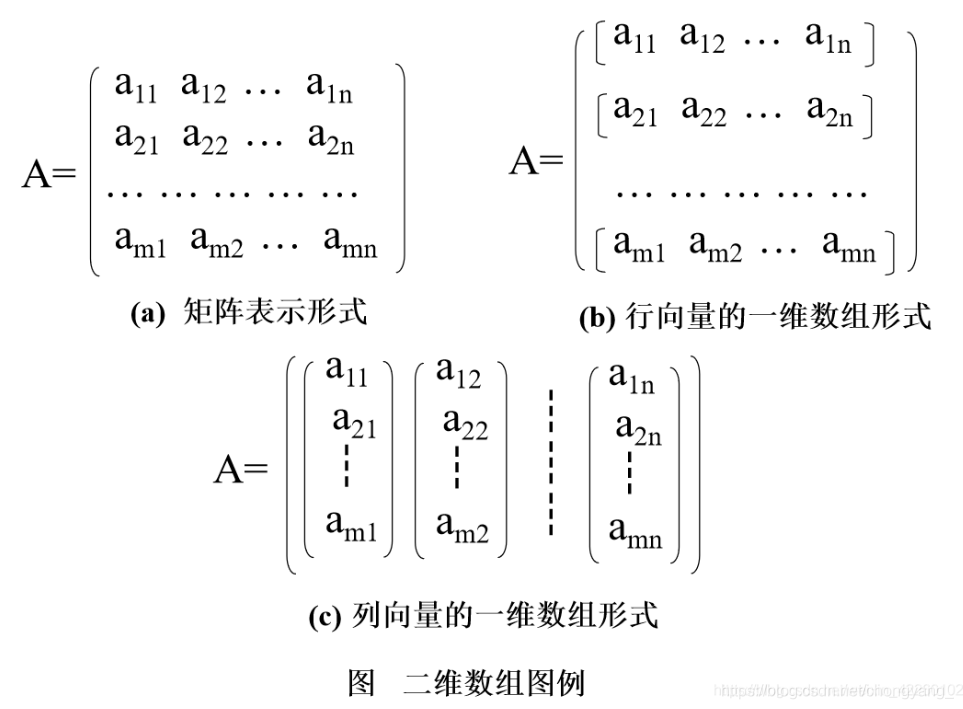 A= a11 a12 … a1n
a21 a22 … a2n
… … … … …
am1 am2 … amn
(a) 矩阵表示形式
A= [ a11 a12 … a1n ]
[ a21 a22 … a2n ]
… … … … …
[ am1 am2 … amn ]
(b) 行向量的一维数组形式
A= a11 a12 a1n
a21 a22 a2n
am1 am2 amn
(c) 列向量的一维数组形式
图 二维数组图例